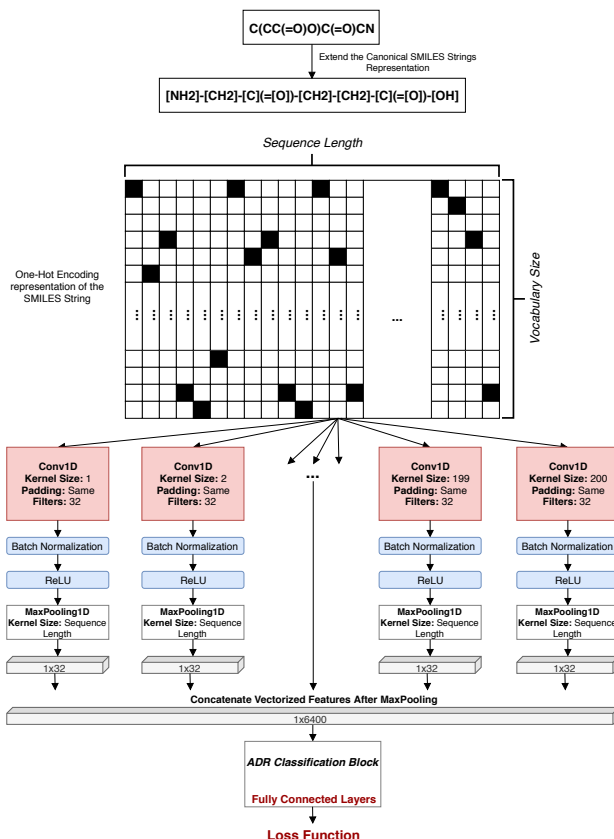 C(CC(=O)O)C(=O)CN
Extend the Canonical SMILES Strings
Representation
[NH2]-[CH2]-[C](=[O])-[CH2]-[CH2]-[C](=[O])-[OH]
Sequence Length
One-Hot Encoding
representation of the
SMILES String
Vocabulary Size
...
...
Conv1D
Kernel Size: 1
Padding: Same
Filters: 32
Conv1D
Kernel Size: 2
Padding: Same
Filters: 32
Conv1D
Kernel Size: 199
Padding: Same
Filters: 32
Conv1D
Kernel Size: 200
Padding: Same
Filters: 32
Batch Normalization
Batch Normalization
Batch Normalization
Batch Normalization
ReLU
ReLU
ReLU
ReLU
MaxPooling1D
Kernel Size: Sequence
Length
MaxPooling1D
Kernel Size: Sequence
Length
MaxPooling1D
Kernel Size: Sequence
Length
MaxPooling1D
Kernel Size: Sequence
Length
1x32
1x32
1x32
1x32
Concatenate Vectorized Features After MaxPooling
1x6400
ADR Classification Block
Fully Connected Layers
Loss Function